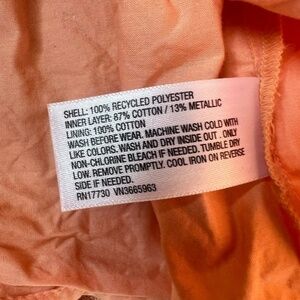 SHELL: 100% RECYCLED POLYESTER
INNER LAYER: 87% COTTON / 13% METALLIC
LINING: 100% COTTON
WASH BEFORE WEAR. MACHINE WASH COLD WITH
LIKE COLORS. WASH AND DRY INSIDE OUT . ONLY
NON-CHLORINE BLEACH IF NEEDED. TUMBLE DRY
LOW. REMOVE PROMPTLY. COOL IRON ON REVERSE
SIDE IF NEEDED.
RN17730 VN3665963